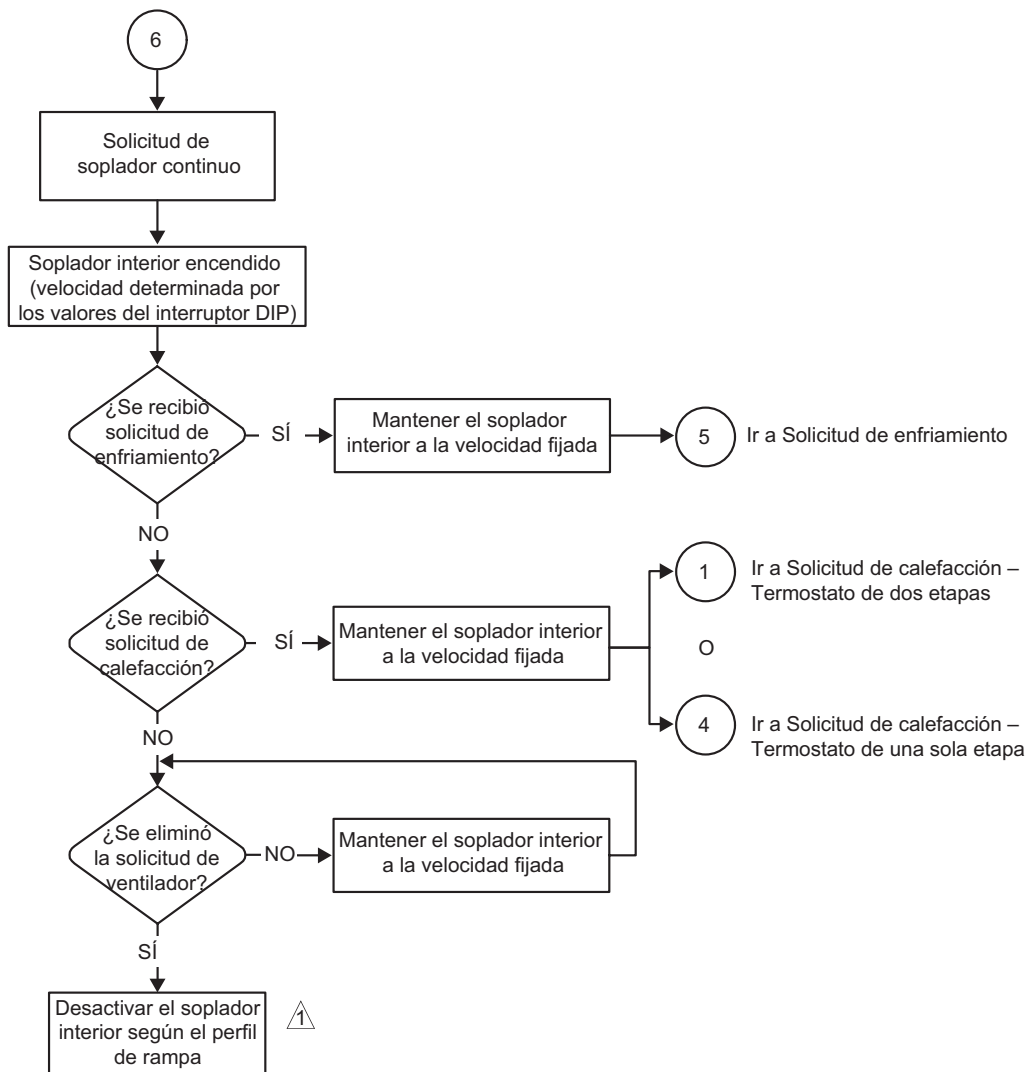 6
Solicitud de
soplador continuo
Soplador interior encendido
(velocidad determinada por
los valores del interruptor DIP)
¿Se recibió
solicitud de
enfriamiento?
SÍ
Mantener el soplador
interior a la velocidad fijada
5
Ir a Solicitud de enfriamiento
NO
¿Se recibió
solicitud de
calefacción?
SÍ
Mantener el soplador interior
a la velocidad fijada
1
Ir a Solicitud de calefacción –
Termostato de dos etapas
O
4
Ir a Solicitud de calefacción –
Termostato de una sola etapa
NO
¿Se eliminó
la solicitud de
ventilador?
NO
Mantener el soplador interior
a la velocidad fijada
SÍ
Desactivar el soplador
interior según el perfil
de rampa
1